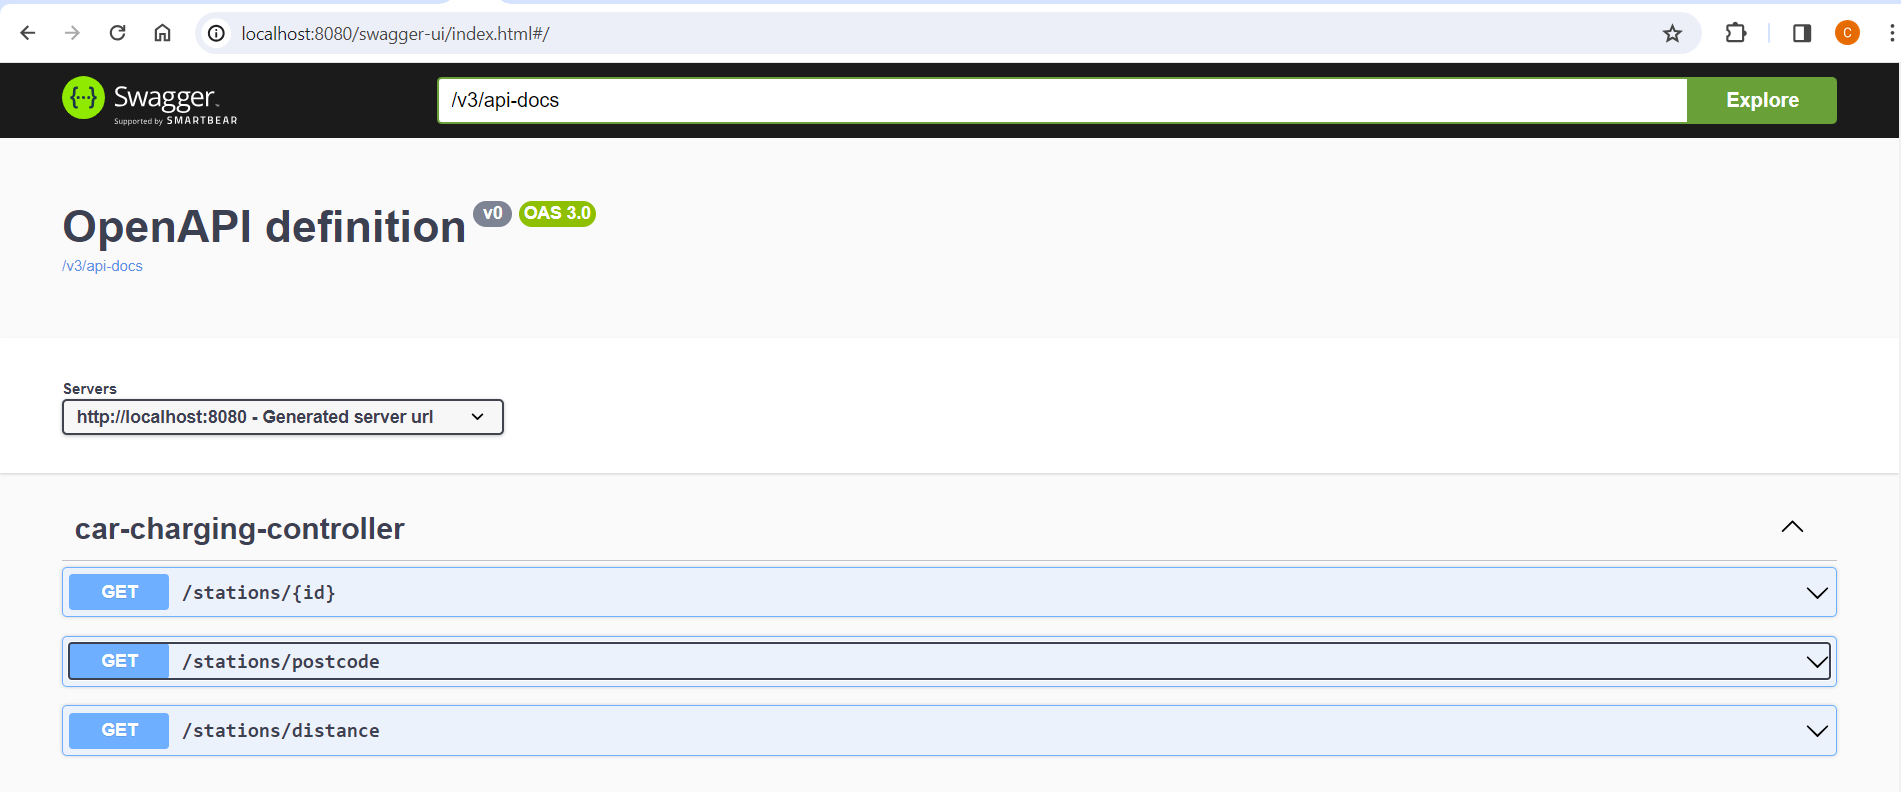 localhost:8080/swagger-ui/index.html#/
C
{...} Swagger.
Supported by SMARTBEAR
/v3/api-docs
Explore
OpenAPI definition v0 OAS 3.0
/v3/api-docs
Servers
http://localhost:8080 - Generated server url
car-charging-controller
GET /stations/{id}
GET /stations/postcode
GET /stations/distance